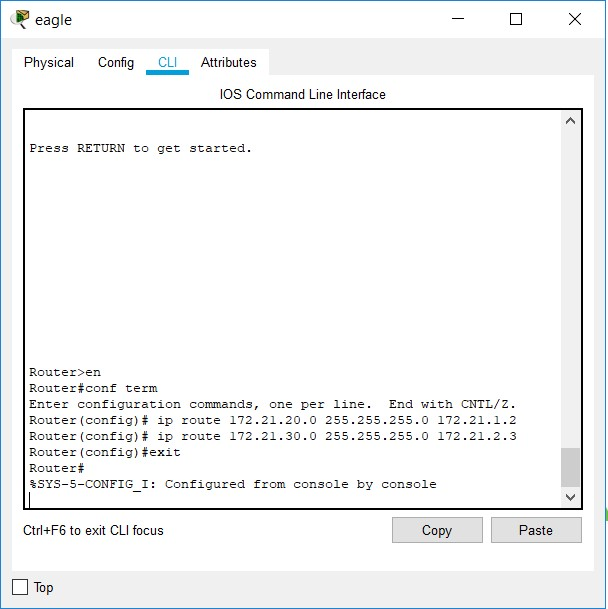 eagle
Physical Config CLI Attributes
IOS Command Line Interface
Press RETURN to get started.
Router>en
Router#conf term
Enter configuration commands, one per line.  End with CNTL/Z.
Router(config)# ip route 172.21.20.0 255.255.255.0 172.21.1.2
Router(config)# ip route 172.21.30.0 255.255.255.0 172.21.2.3
Router(config)#exit
Router#
%SYS-5-CONFIG_I: Configured from console by console
Ctrl+F6 to exit CLI focus Copy Paste
Top